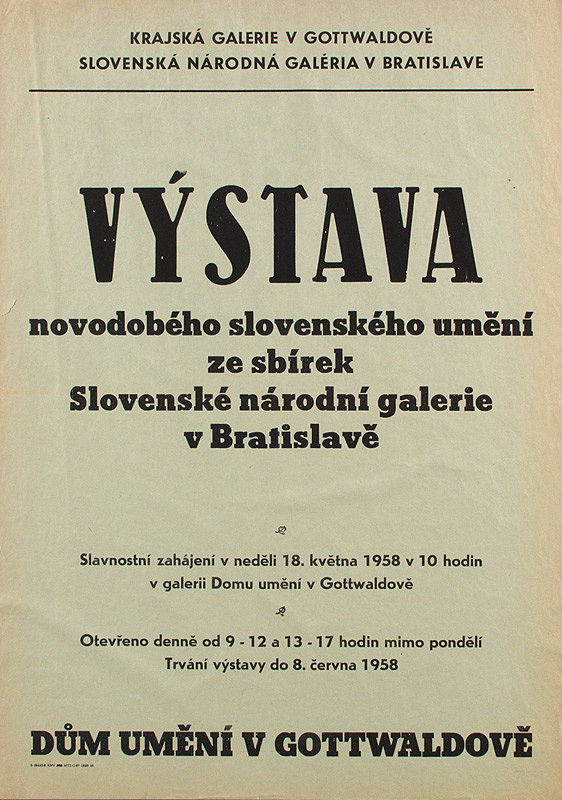 KRAJSKÁ GALERIE V GOTTWALDOVĚ
SLOVENSKÁ NÁRODNÁ GALÉRIA V BRATISLAVE
VÝSTAVA
novodobého slovenského umění
ze sbírek
Slovenské národní galerie
v Bratislavě
Slavnostní zahájení v neděli 18. května 1958 v 10 hodin
v galerii Domu umění v Gottwaldově
Otevřeno denně od 9 - 12 a 13 - 17 hodin mimo pondělí
Trvání výstavy do 8. června 1958
DŮM UMĚNÍ V GOTTWALDOVĚ